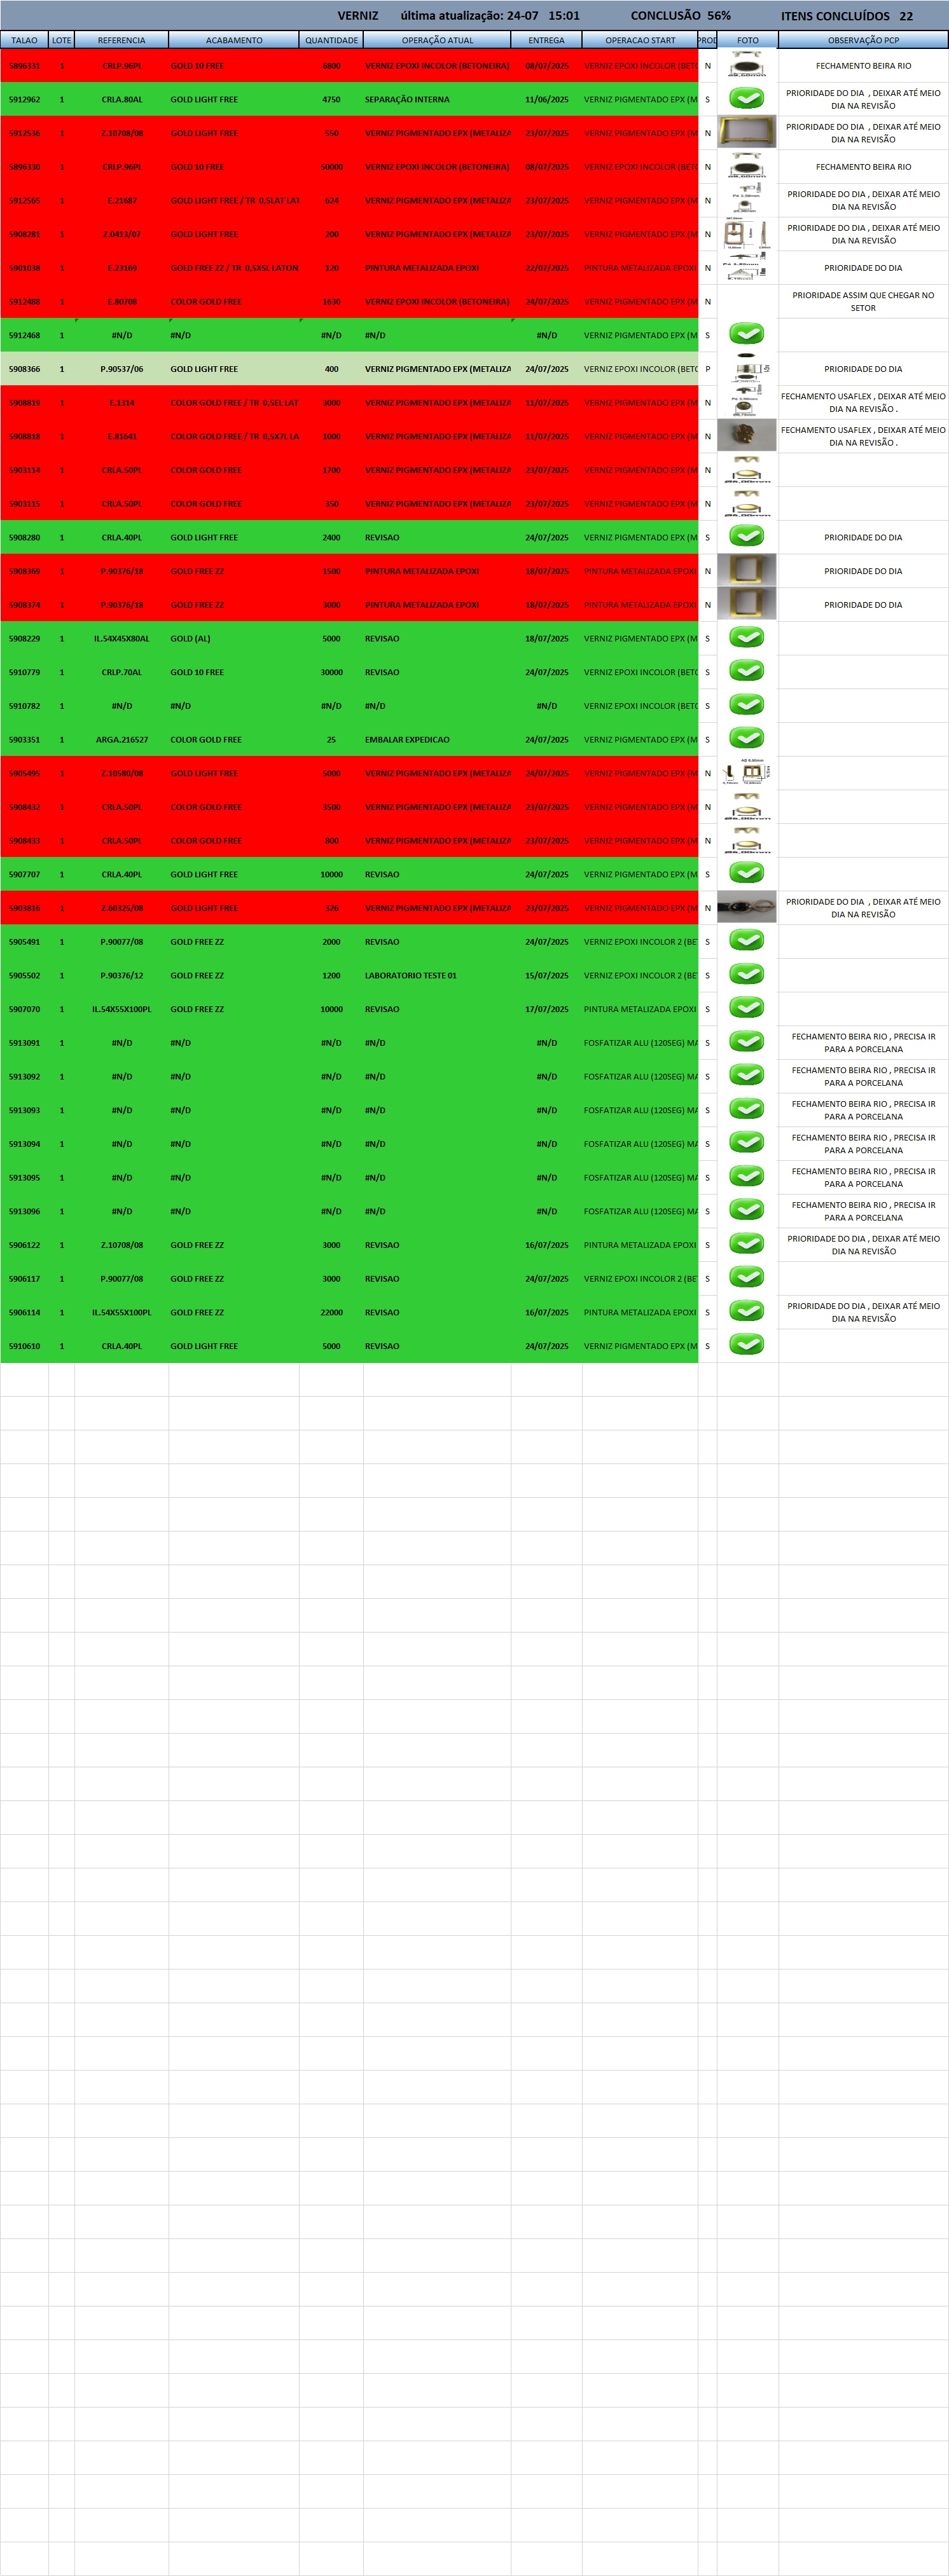 VERNIZ última atualização: 24-07 15:01 CONCLUSÃO 56% ITENS CONCLUÍDOS 22
TALAO LOTE REFERENCIA ACABAMENTO QUANTIDADE OPERAÇÃO ATUAL ENTREGA OPERACAO START PROD FOTO OBSERVAÇÃO PCP
5896331 1 CRLP.96PL GOLD 10 FREE 6800 VERNIZ EPOXI INCOLOR (BETONEIRA) 08/07/2025 VERNIZ EPOXI INCOLOR (BETO N FECHAMENTO BEIRA RIO
5912962 1 CRLA.80AL GOLD LIGHT FREE 4750 SEPARAÇÃO INTERNA 11/06/2025 VERNIZ PIGMENTADO EPX (M S PRIORIDADE DO DIA , DEIXAR ATÉ MEIO DIA NA REVISÃO
5912536 1 Z.10708/08 GOLD LIGHT FREE 550 VERNIZ PIGMENTADO EPX (METALIZA 23/07/2025 VERNIZ PIGMENTADO EPX (M N PRIORIDADE DO DIA , DEIXAR ATÉ MEIO DIA NA REVISÃO
5896330 1 CRLP.96PL GOLD 10 FREE 50000 VERNIZ EPOXI INCOLOR (BETONEIRA) 08/07/2025 VERNIZ EPOXI INCOLOR (BETO N FECHAMENTO BEIRA RIO
5912565 1 E.21687 GOLD LIGHT FREE / TR 0,5LAT LAT 624 VERNIZ PIGMENTADO EPX (METALIZA 23/07/2025 VERNIZ PIGMENTADO EPX (M N PRIORIDADE DO DIA , DEIXAR ATÉ MEIO DIA NA REVISÃO
5908281 1 Z.0413/07 GOLD LIGHT FREE 200 VERNIZ PIGMENTADO EPX (METALIZA 23/07/2025 VERNIZ PIGMENTADO EPX (M N PRIORIDADE DO DIA , DEIXAR ATÉ MEIO DIA NA REVISÃO
5901038 1 E.23169 GOLD FREE ZZ / TR 0,5X5L LATON 120 PINTURA METALIZADA EPOXI 22/07/2025 PINTURA METALIZADA EPOXI N PRIORIDADE DO DIA
5912488 1 E.80708 COLOR GOLD FREE 1630 VERNIZ EPOXI INCOLOR (BETONEIRA) 24/07/2025 VERNIZ PIGMENTADO EPX (M N PRIORIDADE ASSIM QUE CHEGAR NO SETOR
5912468 1 #N/D #N/D #N/D #N/D #N/D VERNIZ PIGMENTADO EPX (M S
5908366 1 P.90537/06 GOLD LIGHT FREE 400 VERNIZ PIGMENTADO EPX (METALIZA 24/07/2025 VERNIZ EPOXI INCOLOR (BETO P PRIORIDADE DO DIA
5908819 1 E.1314 COLOR GOLD FREE / TR 0,5EL LAT 3000 VERNIZ PIGMENTADO EPX (METALIZA 11/07/2025 VERNIZ PIGMENTADO EPX (M N FECHAMENTO USAFLEX , DEIXAR ATÉ MEIO DIA NA REVISÃO .
5908818 1 E.81641 COLOR GOLD FREE / TR 0,5X7L LA 1000 VERNIZ PIGMENTADO EPX (METALIZA 11/07/2025 VERNIZ PIGMENTADO EPX (M N FECHAMENTO USAFLEX , DEIXAR ATÉ MEIO DIA NA REVISÃO .
5903114 1 CRLA.50PL COLOR GOLD FREE 1700 VERNIZ PIGMENTADO EPX (METALIZA 23/07/2025 VERNIZ PIGMENTADO EPX (M N
5903115 1 CRLA.50PL COLOR GOLD FREE 350 VERNIZ PIGMENTADO EPX (METALIZA 23/07/2025 VERNIZ PIGMENTADO EPX (M N
5908280 1 CRLA.40PL GOLD LIGHT FREE 2400 REVISAO 24/07/2025 VERNIZ PIGMENTADO EPX (M S PRIORIDADE DO DIA
5908369 1 P.90376/18 GOLD FREE ZZ 1500 PINTURA METALIZADA EPOXI 18/07/2025 PINTURA METALIZADA EPOXI N PRIORIDADE DO DIA
5908374 1 P.90376/18 GOLD FREE ZZ 3000 PINTURA METALIZADA EPOXI 18/07/2025 PINTURA METALIZADA EPOXI N PRIORIDADE DO DIA
5908229 1 IL.54X45X80AL GOLD (AL) 5000 REVISAO 18/07/2025 VERNIZ PIGMENTADO EPX (M S
5910779 1 CRLP.70AL GOLD 10 FREE 30000 REVISAO 24/07/2025 VERNIZ EPOXI INCOLOR (BETO S
5910782 1 #N/D #N/D #N/D #N/D #N/D VERNIZ EPOXI INCOLOR (BETO S
5903351 1 ARGA.216527 COLOR GOLD FREE 25 EMBALAR EXPEDICAO 24/07/2025 VERNIZ PIGMENTADO EPX (M S
5905495 1 Z.10580/08 GOLD LIGHT FREE 5000 VERNIZ PIGMENTADO EPX (METALIZA 24/07/2025 VERNIZ PIGMENTADO EPX (M N
5908432 1 CRLA.50PL COLOR GOLD FREE 3500 VERNIZ PIGMENTADO EPX (METALIZA 23/07/2025 VERNIZ PIGMENTADO EPX (M N
5908433 1 CRLA.50PL COLOR GOLD FREE 800 VERNIZ PIGMENTADO EPX (METALIZA 23/07/2025 VERNIZ PIGMENTADO EPX (M N
5907707 1 CRLA.40PL GOLD LIGHT FREE 10000 REVISAO 24/07/2025 VERNIZ PIGMENTADO EPX (M S
5903816 1 Z.60325/08 GOLD LIGHT FREE 326 VERNIZ PIGMENTADO EPX (METALIZA 23/07/2025 VERNIZ PIGMENTADO EPX (M N PRIORIDADE DO DIA , DEIXAR ATÉ MEIO DIA NA REVISÃO
5905491 1 P.90077/08 GOLD FREE ZZ 2000 REVISAO 24/07/2025 VERNIZ EPOXI INCOLOR 2 (BE S
5905502 1 P.90376/12 GOLD FREE ZZ 1200 LABORATORIO TESTE 01 15/07/2025 VERNIZ EPOXI INCOLOR 2 (BE S
5907070 1 IL.54X55X100PL GOLD FREE ZZ 10000 REVISAO 17/07/2025 PINTURA METALIZADA EPOXI S
5913091 1 #N/D #N/D #N/D #N/D #N/D FOSFATIZAR ALU (120SEG) MA S FECHAMENTO BEIRA RIO , PRECISA IR PARA A PORCELANA
5913092 1 #N/D #N/D #N/D #N/D #N/D FOSFATIZAR ALU (120SEG) MA S FECHAMENTO BEIRA RIO , PRECISA IR PARA A PORCELANA
5913093 1 #N/D #N/D #N/D #N/D #N/D FOSFATIZAR ALU (120SEG) MA S FECHAMENTO BEIRA RIO , PRECISA IR PARA A PORCELANA
5913094 1 #N/D #N/D #N/D #N/D #N/D FOSFATIZAR ALU (120SEG) MA S FECHAMENTO BEIRA RIO , PRECISA IR PARA A PORCELANA
5913095 1 #N/D #N/D #N/D #N/D #N/D FOSFATIZAR ALU (120SEG) MA S FECHAMENTO BEIRA RIO , PRECISA IR PARA A PORCELANA
5913096 1 #N/D #N/D #N/D #N/D #N/D FOSFATIZAR ALU (120SEG) MA S FECHAMENTO BEIRA RIO , PRECISA IR PARA A PORCELANA
5906122 1 Z.10708/08 GOLD FREE ZZ 3000 REVISAO 16/07/2025 PINTURA METALIZADA EPOXI S PRIORIDADE DO DIA , DEIXAR ATÉ MEIO DIA NA REVISÃO
5906117 1 P.90077/08 GOLD FREE ZZ 3000 REVISAO 24/07/2025 VERNIZ EPOXI INCOLOR 2 (BE S
5906114 1 IL.54X55X100PL GOLD FREE ZZ 22000 REVISAO 16/07/2025 PINTURA METALIZADA EPOXI S PRIORIDADE DO DIA , DEIXAR ATÉ MEIO DIA NA REVISÃO
5910610 1 CRLA.40PL GOLD LIGHT FREE 5000 REVISAO 24/07/2025 VERNIZ PIGMENTADO EPX (M S